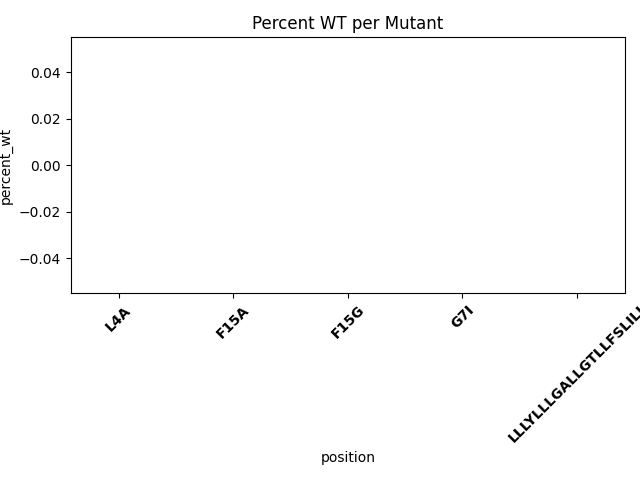 Percent WT per Mutant
percent_wt
0.04
0.02
0.00
−0.02
−0.04
L4A
F15A
F15G
G7I
LLLYLLLGALLGTLLFSLILI
position